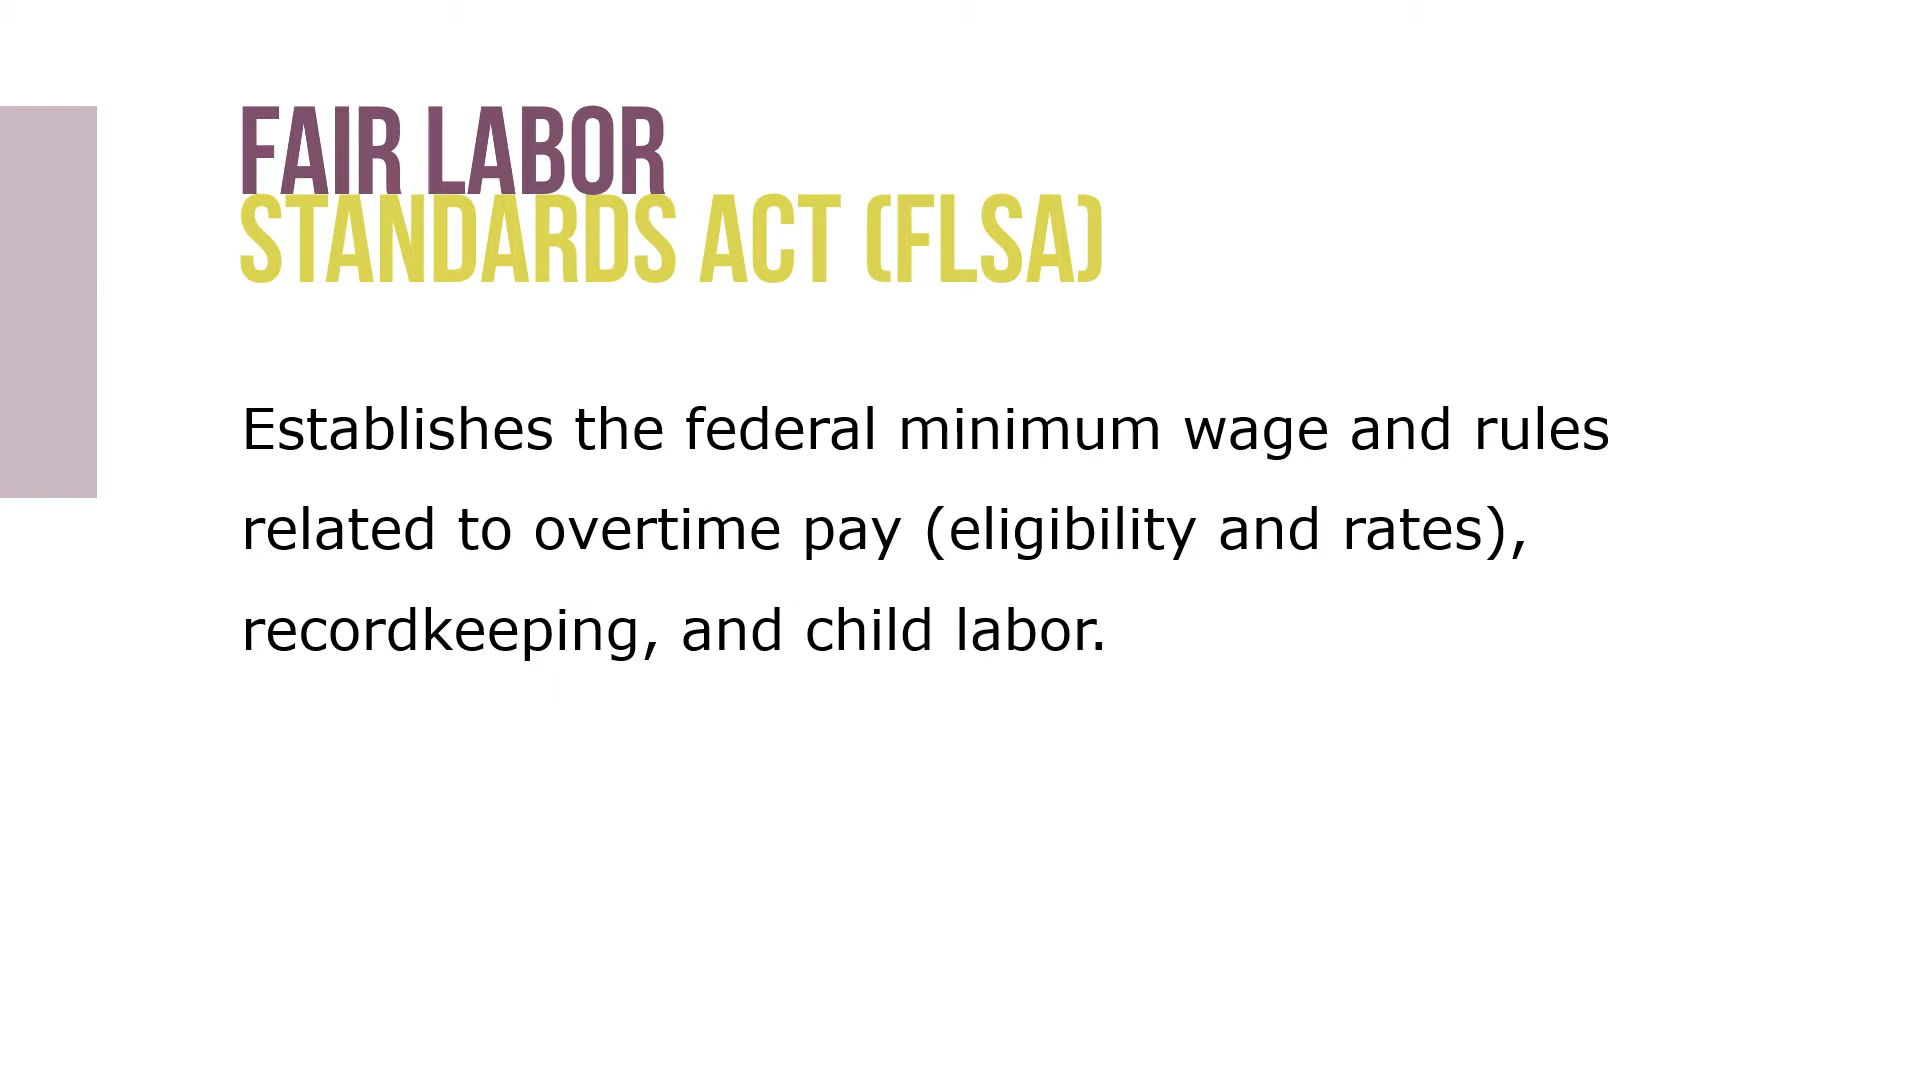 FAIR LABOR
STANDARDS ACT (FLSA)
Establishes the federal minimum wage and rules
related to overtime pay (eligibility and rates),
recordkeeping, and child labor.